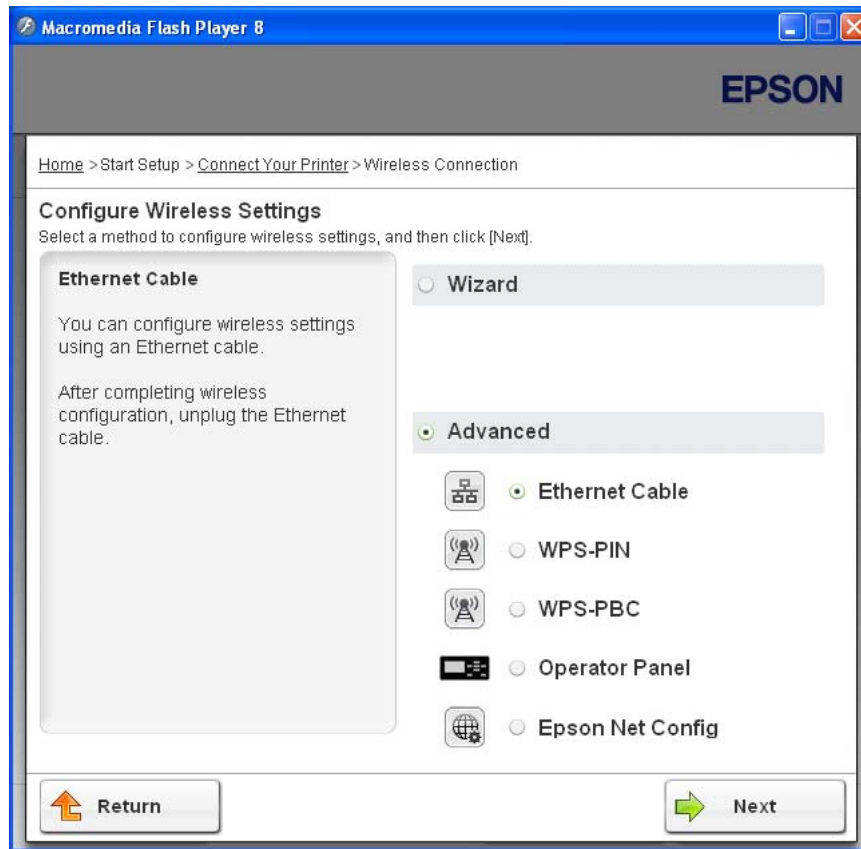 Macromedia Flash Player 8
EPSON
Home > Start Setup > Connect Your Printer > Wireless Connection
Configure Wireless Settings
Select a method to configure wireless settings, and then click [Next].
Ethernet Cable
You can configure wireless settings
using an Ethernet cable.
After completing wireless
configuration, unplug the Ethernet
cable.
Wizard
Advanced
Ethernet Cable
WPS-PIN
WPS-PBC
Operator Panel
Epson Net Config
Return
Next